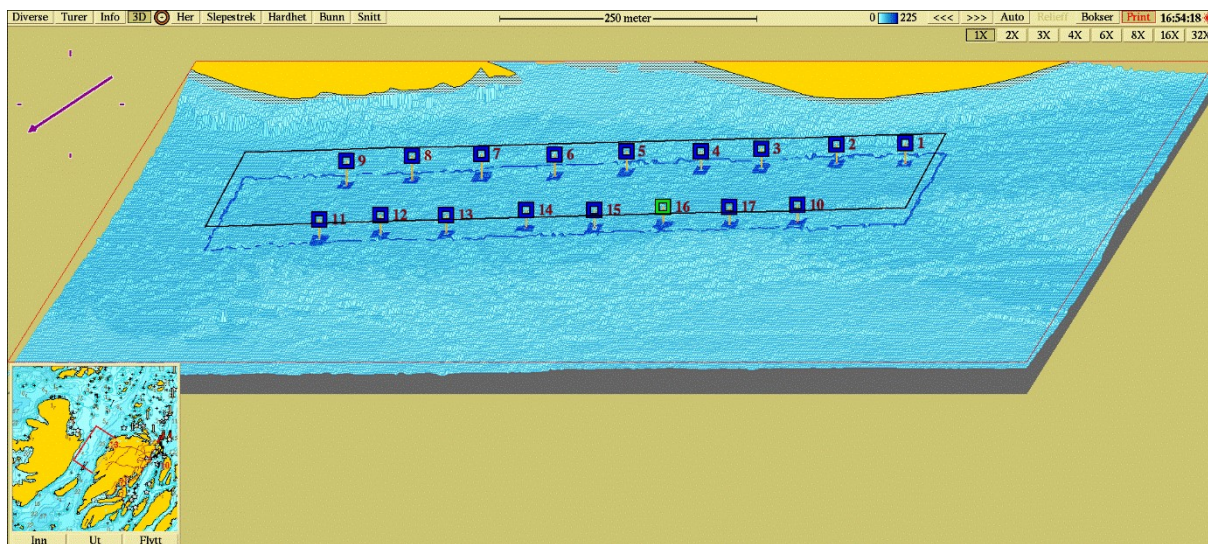 Diverse Turer Info 3D Her Slepestrek Hardhet Bunn Snitt 250 meter 0 225 <<< >>> Auto Relieff Bokser Print 16:54:18
1X 2X 3X 4X 6X 8X 16X 32X
9 8 7 6 5 4 3 2 1
11 12 13 14 15 16 17 10
Inn Ut Flytt